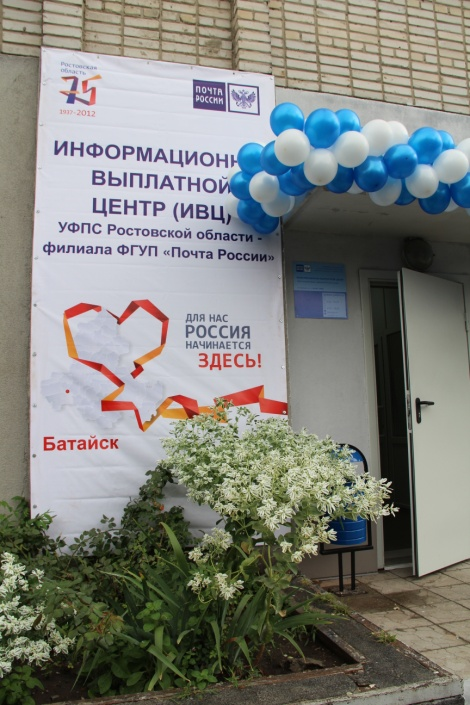 Ростовская
область
75
1937-2012
ПОЧТА
РОССИИ
ИНФОРМАЦИОНН
ВЫПЛАТНОЙ
ЦЕНТР (ИВЦ)
УФПС Ростовской области -
филиала ФГУП «Почта России»
ДЛЯ НАС
РОССИЯ
НАЧИНАЕТСЯ
ЗДЕСЬ!
Батайск